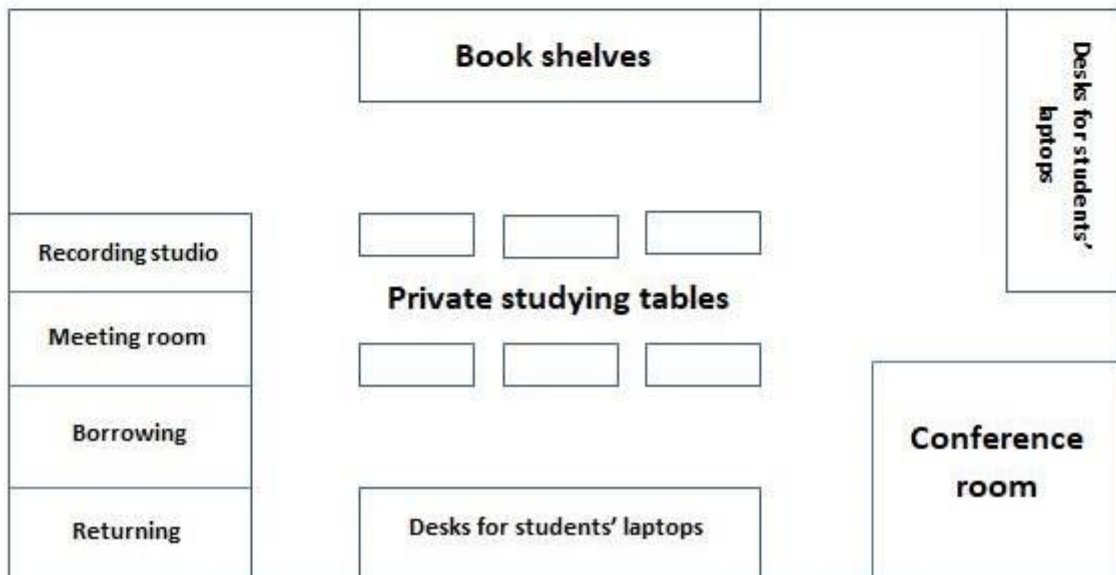 Book shelves
Desks for students’
laptops
Recording studio
Private studying tables
Meeting room
Borrowing
Conference
room
Returning
Desks for students’ laptops